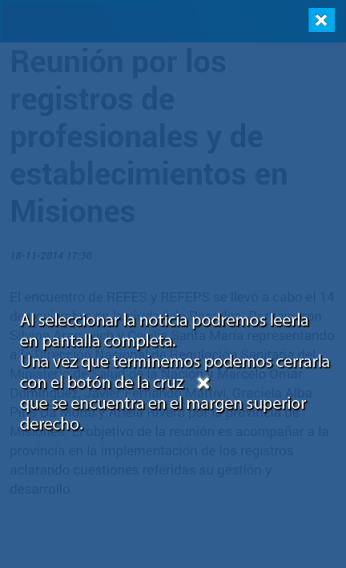 Reunión por los
registros de
profesionales y de
establecimientos en
Misiones
18-11-2014 17:30
El encuentro de REFES y REFEPS se llevó a cabo el 14
Al seleccionar la noticia podremos leerla
en pantalla completa.
Una vez que terminemos podemos cerrarla
con el botón de la cruz
que se encuentra en el margen superior
derecho.
Misiones. El objetivo de la reunión es acompañar a la
provincia en la implementación de los registros
aclarando cuestiones referidas su gestión y
desarrollo.